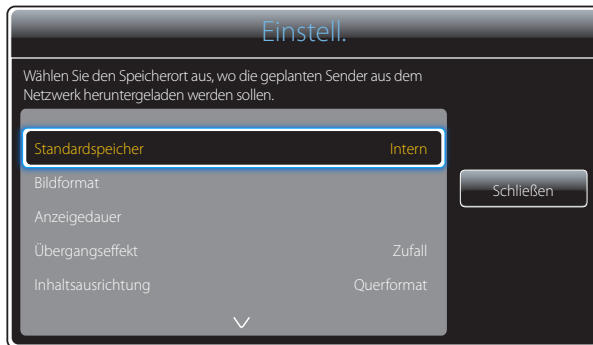 Einstell.
Wählen Sie den Speicherort aus, wo die geplanten Sender aus dem
Netzwerk heruntergeladen werden sollen.
Standardspeicher Intern
Bildformat
Schließen
Anzeigedauer
Übergangseffekt Zufall
Inhaltsausrichtung Querformat